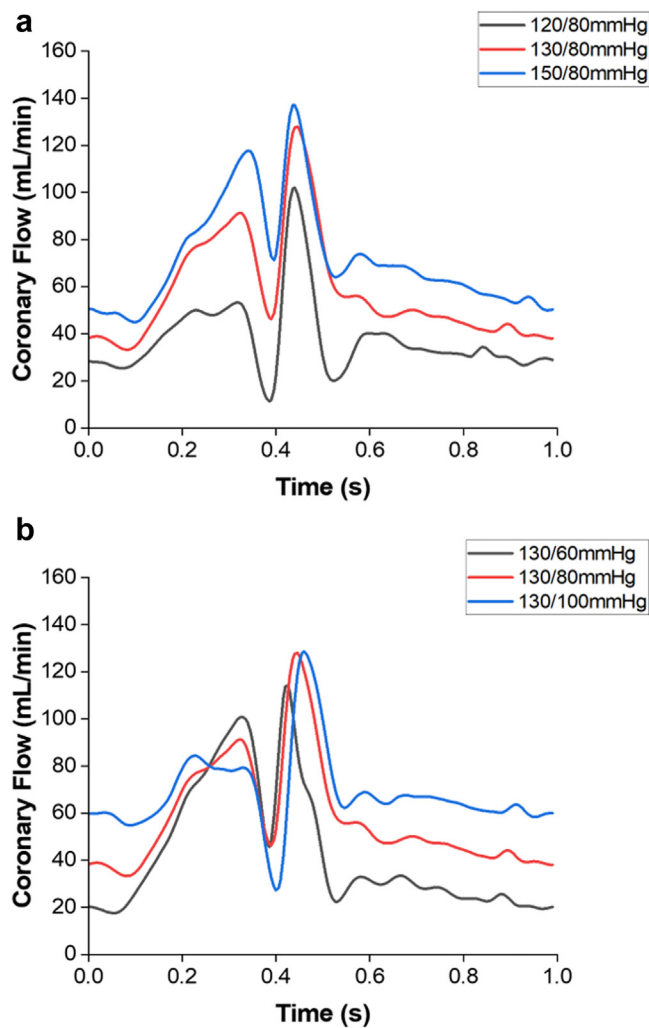 a
120/80mmHg
130/80mmHg
150/80mmHg
Coronary Flow (mL/min)
160
140
120
100
80
60
40
20
0
0.0 0.2 0.4 0.6 0.8 1.0
Time (s)
b
130/60mmHg
130/80mmHg
130/100mmHg
Coronary Flow (mL/min)
160
140
120
100
80
60
40
20
0
0.0 0.2 0.4 0.6 0.8 1.0
Time (s)